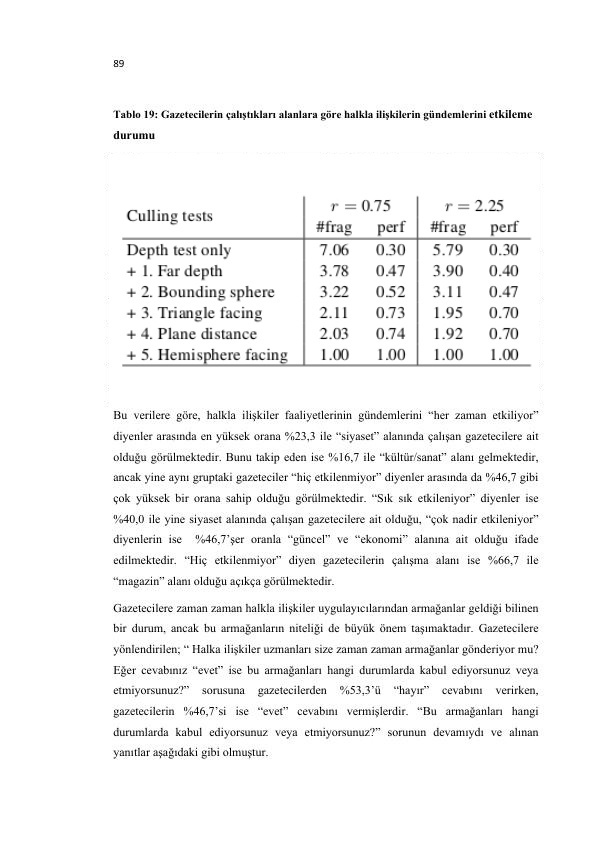 89
Tablo 19: Gazetecilerin çalıştıkları alanlara göre halkla ilişkilerin gündemlerini etkileme
durumu
Culling tests r = 0.75 r = 2.25
#frag perf #frag perf
Depth test only 7.06 0.30 5.79 0.30
+ 1. Far depth 3.78 0.47 3.90 0.40
+ 2. Bounding sphere 3.22 0.52 3.11 0.47
+ 3. Triangle facing 2.11 0.73 1.95 0.70
+ 4. Plane distance 2.03 0.74 1.92 0.70
+ 5. Hemisphere facing 1.00 1.00 1.00 1.00
Bu verilere göre, halkla ilişkiler faaliyetlerinin gündemlerini “her zaman etkiliyor”
diyenler arasında en yüksek orana %23,3 ile “siyaset” alanında çalışan gazetecilere ait
olduğu görülmektedir. Bunu takip eden ise %16,7 ile “kültür/sanat” alanı gelmektedir,
ancak yine aynı gruptaki gazeteciler “hiç etkilenmiyor” diyenler arasında da %46,7 gibi
çok yüksek bir orana sahip olduğu görülmektedir. “Sık sık etkileniyor” diyenler ise
%40,0 ile yine siyaset alanında çalışan gazetecilere ait olduğu, “çok nadir etkileniyor”
diyenlerin ise %46,7’şer oranla “güncel” ve “ekonomi” alanına ait olduğu ifade
edilmektedir. “Hiç etkilenmiyor” diyen gazetecilerin çalışma alanı ise %66,7 ile
“magazin” alanı olduğu açıkça görülmektedir.
Gazetecilere zaman zaman halkla ilişkiler uygulayıcılarından armağanlar geldiği bilinen
bir durum, ancak bu armağanların niteliği de büyük önem taşımaktadır. Gazetecilere
yönlendirilen; “ Halka ilişkiler uzmanları size zaman zaman armağanlar gönderiyor mu?
Eğer cevabınız “evet” ise bu armağanları hangi durumlarda kabul ediyorsunuz veya
etmiyorsunuz?” sorusuna gazetecilerden %53,3’ü “hayır” cevabını verirken,
gazetecilerin %46,7’si ise “evet” cevabını vermişlerdir. “Bu armağanları hangi
durumlarda kabul ediyorsunuz veya etmiyorsunuz?” sorunun devamıydı ve alınan
yanıtlar aşağıdaki gibi olmuştur.